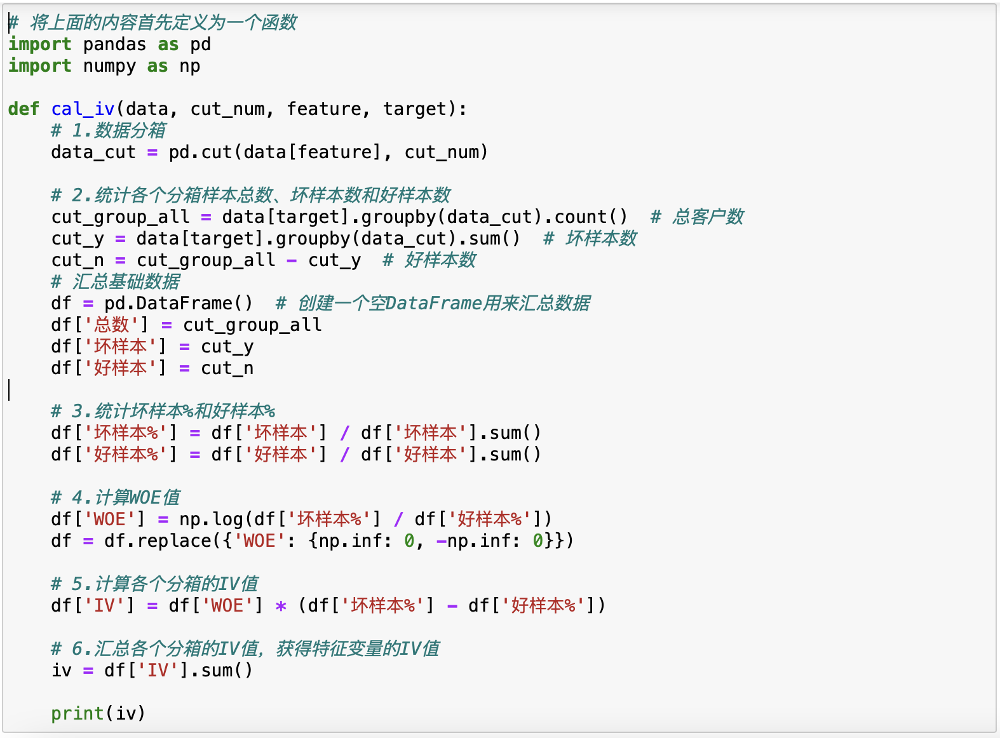 # 将上面的内容首先定义为一个函数
import pandas as pd
import numpy as np
def cal_iv(data, cut_num, feature, target):
# 1.数据分箱
data_cut = pd.cut(data[feature], cut_num)
# 2.统计各个分箱样本总数、坏样本数和好样本数
cut_group_all = data[target].groupby(data_cut).count()  # 总客户数
cut_y = data[target].groupby(data_cut).sum()  # 坏样本数
cut_n = cut_group_all - cut_y  # 好样本数
# 汇总基础数据
df = pd.DataFrame()  # 创建一个空DataFrame用来汇总数据
df['总数'] = cut_group_all
df['坏样本'] = cut_y
df['好样本'] = cut_n
# 3.统计坏样本%和好样本%
df['坏样本%'] = df['坏样本'] / df['坏样本'].sum()
df['好样本%'] = df['好样本'] / df['好样本'].sum()
# 4.计算WOE值
df['WOE'] = np.log(df['坏样本%'] / df['好样本%'])
df = df.replace({'WOE': {np.inf: 0, -np.inf: 0}})
# 5.计算各个分箱的IV值
df['IV'] = df['WOE'] * (df['坏样本%'] - df['好样本%'])
# 6.汇总各个分箱的IV值，获得特征变量的IV值
iv = df['IV'].sum()
print(iv)